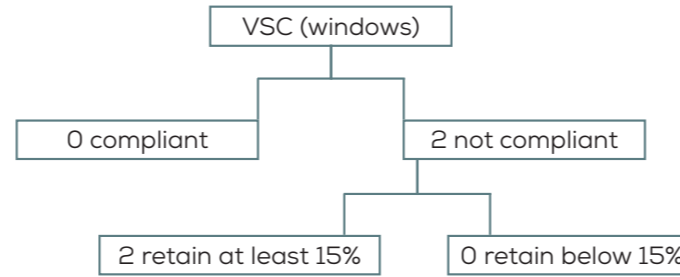 VSC (windows)
0 compliant
2 not compliant
2 retain at least 15%
0 retain below 15%